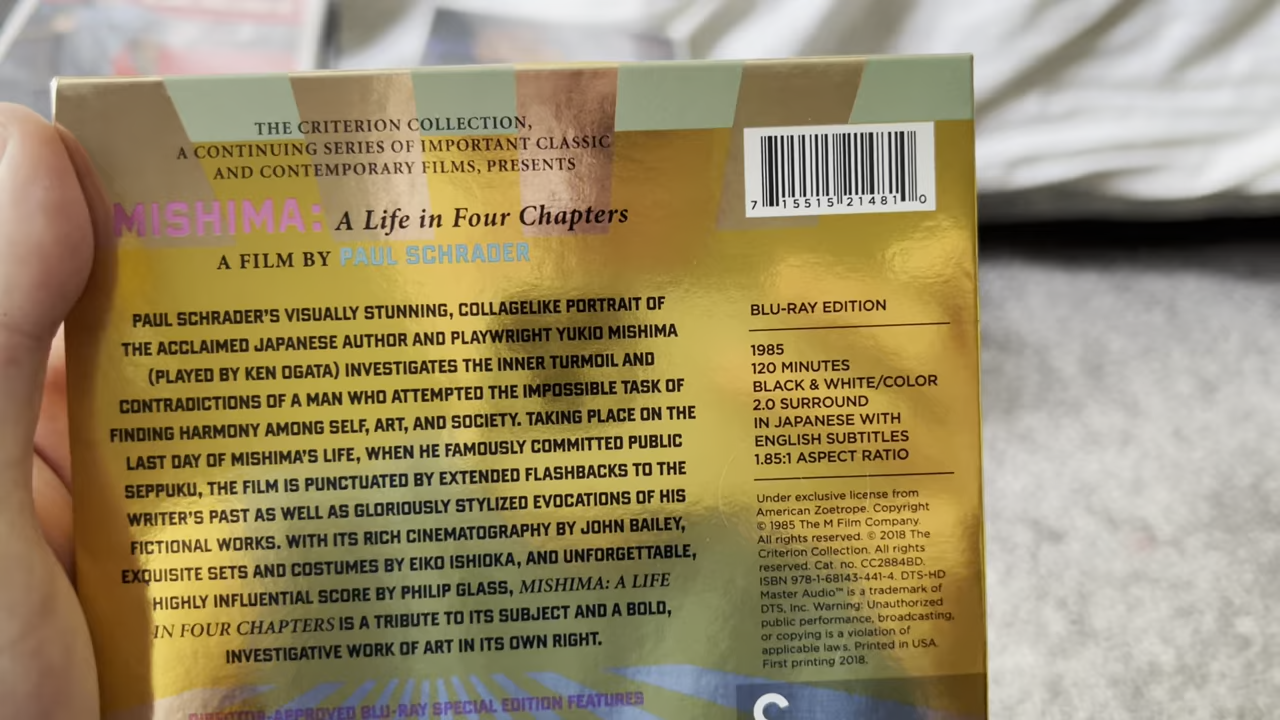 THE CRITERION COLLECTION,
A CONTINUING SERIES OF IMPORTANT CLASSIC
AND CONTEMPORARY FILMS, PRESENTS
MISHIMA: A Life in Four Chapters
A FILM BY PAUL SCHRADER
PAUL SCHRADER'S VISUALLY STUNNING, COLLAGELIKE PORTRAIT OF
THE ACCLAIMED JAPANESE AUTHOR AND PLAYWRIGHT YUKIO MISHIMA
(PLAYED BY KEN OGATA) INVESTIGATES THE INNER TURMOIL AND
CONTRADICTIONS OF A MAN WHO ATTEMPTED THE IMPOSSIBLE TASK OF
FINDING HARMONY AMONG SELF, ART, AND SOCIETY. TAKING PLACE ON THE
LAST DAY OF MISHIMA'S LIFE, WHEN HE FAMOUSLY COMMITTED PUBLIC
SEPPUKU, THE FILM IS PUNCTUATED BY EXTENDED FLASHBACKS TO THE
WRITER'S PAST AS WELL AS GLORIOUSLY STYLIZED EVOCATIONS OF HIS
FICTIONAL WORKS. WITH ITS RICH CINEMATOGRAPHY BY JOHN BAILEY,
EXQUISITE SETS AND COSTUMES BY EIKO ISHIOKA, AND UNFORGETTABLE,
HIGHLY INFLUENTIAL SCORE BY PHILIP GLASS, MISHIMA: A LIFE
IN FOUR CHAPTERS IS A TRIBUTE TO ITS SUBJECT AND A BOLD,
INVESTIGATIVE WORK OF ART IN ITS OWN RIGHT.
DIRECTOR-APPROVED BLU-RAY SPECIAL EDITION FEATURES
7 15515 21481 0
BLU-RAY EDITION
1985
120 MINUTES
BLACK & WHITE/COLOR
2.0 SURROUND
IN JAPANESE WITH
ENGLISH SUBTITLES
1.85:1 ASPECT RATIO
Under exclusive license from
American Zoetrope. Copyright
© 1985 The M Film Company.
All rights reserved. © 2018 The
Criterion Collection. All rights
reserved. Cat. no. CC2884BD.
ISBN 978-1-68143-441-4. DTS-HD
Master Audio™ is a trademark of
DTS, Inc. Warning: Unauthorized
public performance, broadcasting,
or copying is a violation of
applicable laws. Printed in USA.
First printing 2018.